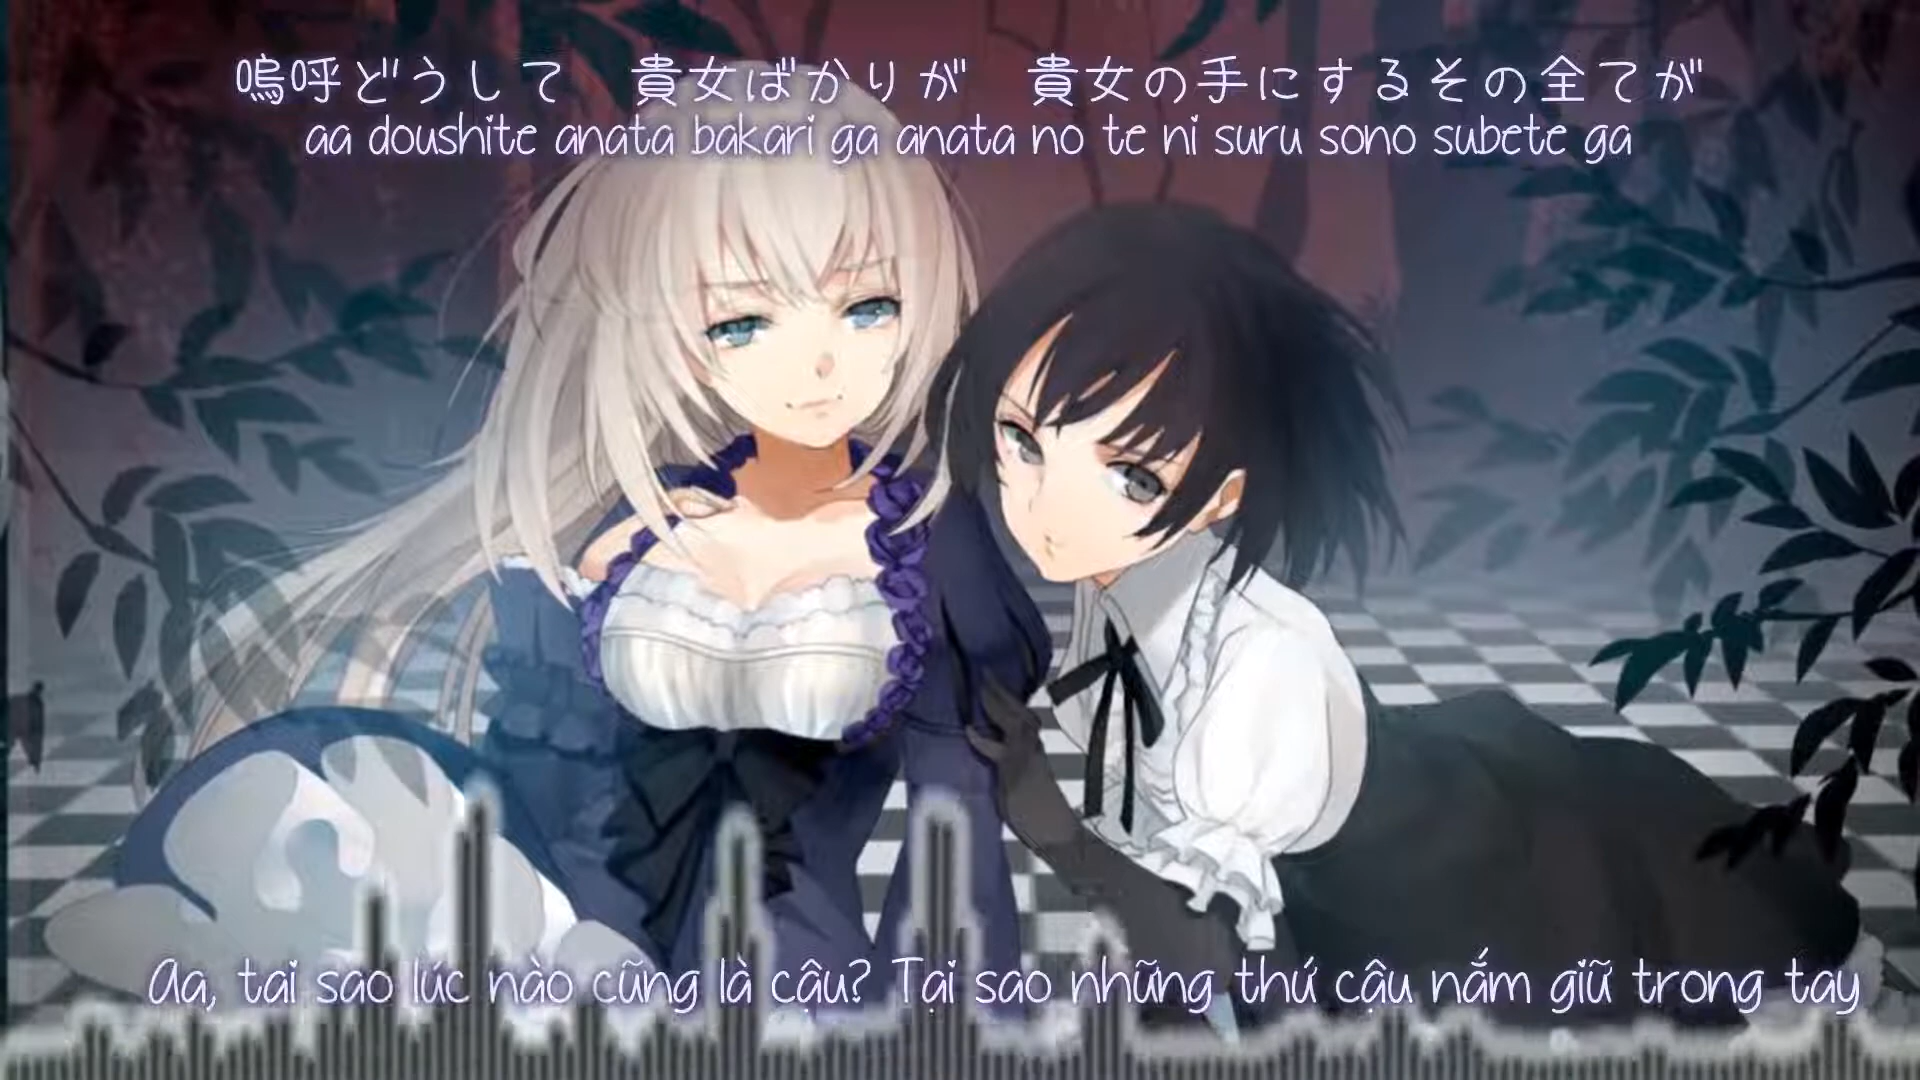 嗚呼どうして　貴女ばかりが　貴女の手にするその全てが
aa doushite anata bakari ga anata no te ni suru sono subete ga
Aa, tại sao lúc nào cũng là cậu? Tại sao những thứ cậu nắm giữ trong tay